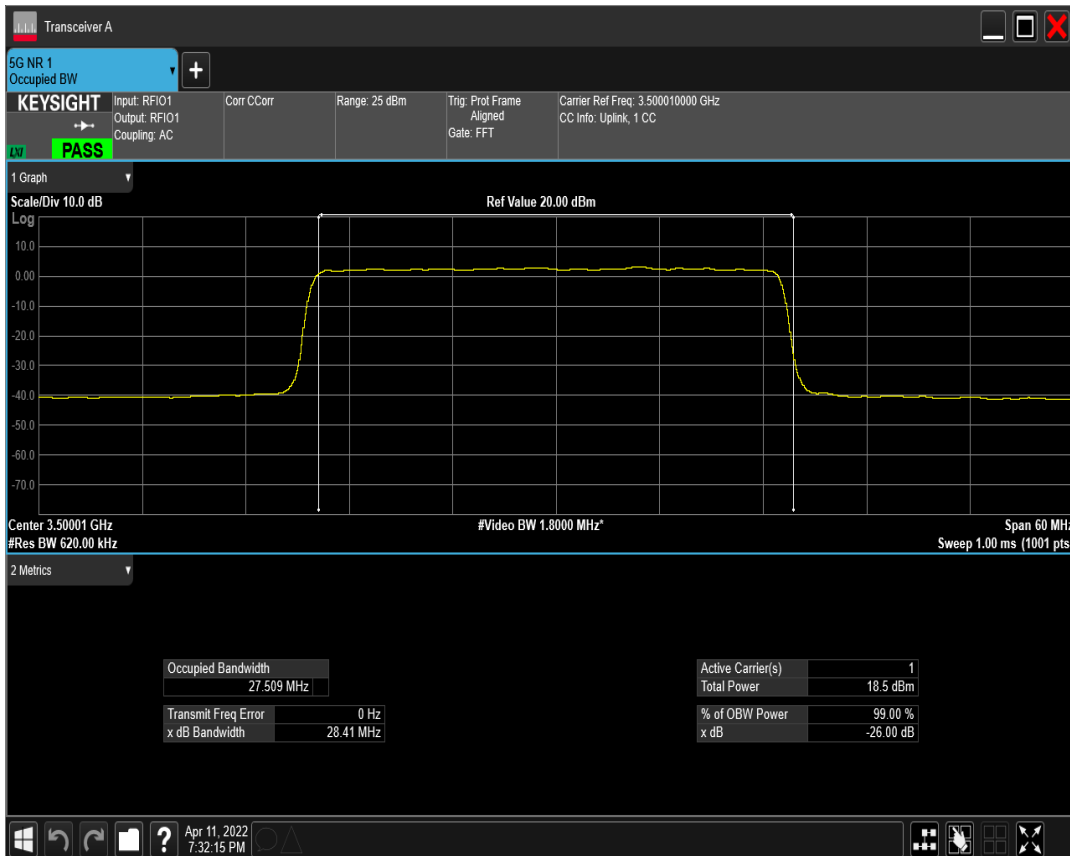 Transceiver A
5G NR 1
Occupied BW
KEYSIGHT
LXI
PASS
Input: RFIO1
Output: RFIO1
Coupling: AC
Corr CCorr
Range: 25 dBm
Trig: Prot Frame
Aligned
Gate: FFT
Carrier Ref Freq: 3.500010000 GHz
CC Info: Uplink, 1 CC
1 Graph
Scale/Div 10.0 dB
Ref Value 20.00 dBm
Log
10.0
0.00
-10.0
-20.0
-30.0
-40.0
-50.0
-60.0
-70.0
Center 3.50001 GHz
#Video BW 1.8000 MHz*
Span 60 MHz
#Res BW 620.00 kHz
Sweep 1.00 ms (1001 pts
2 Metrics
Occupied Bandwidth
27.509 MHz
Transmit Freq Error 0 Hz
x dB Bandwidth 28.41 MHz
Active Carrier(s) 1
Total Power 18.5 dBm
% of OBW Power 99.00 %
x dB -26.00 dB
?
Apr 11, 2022
7:32:15 PM